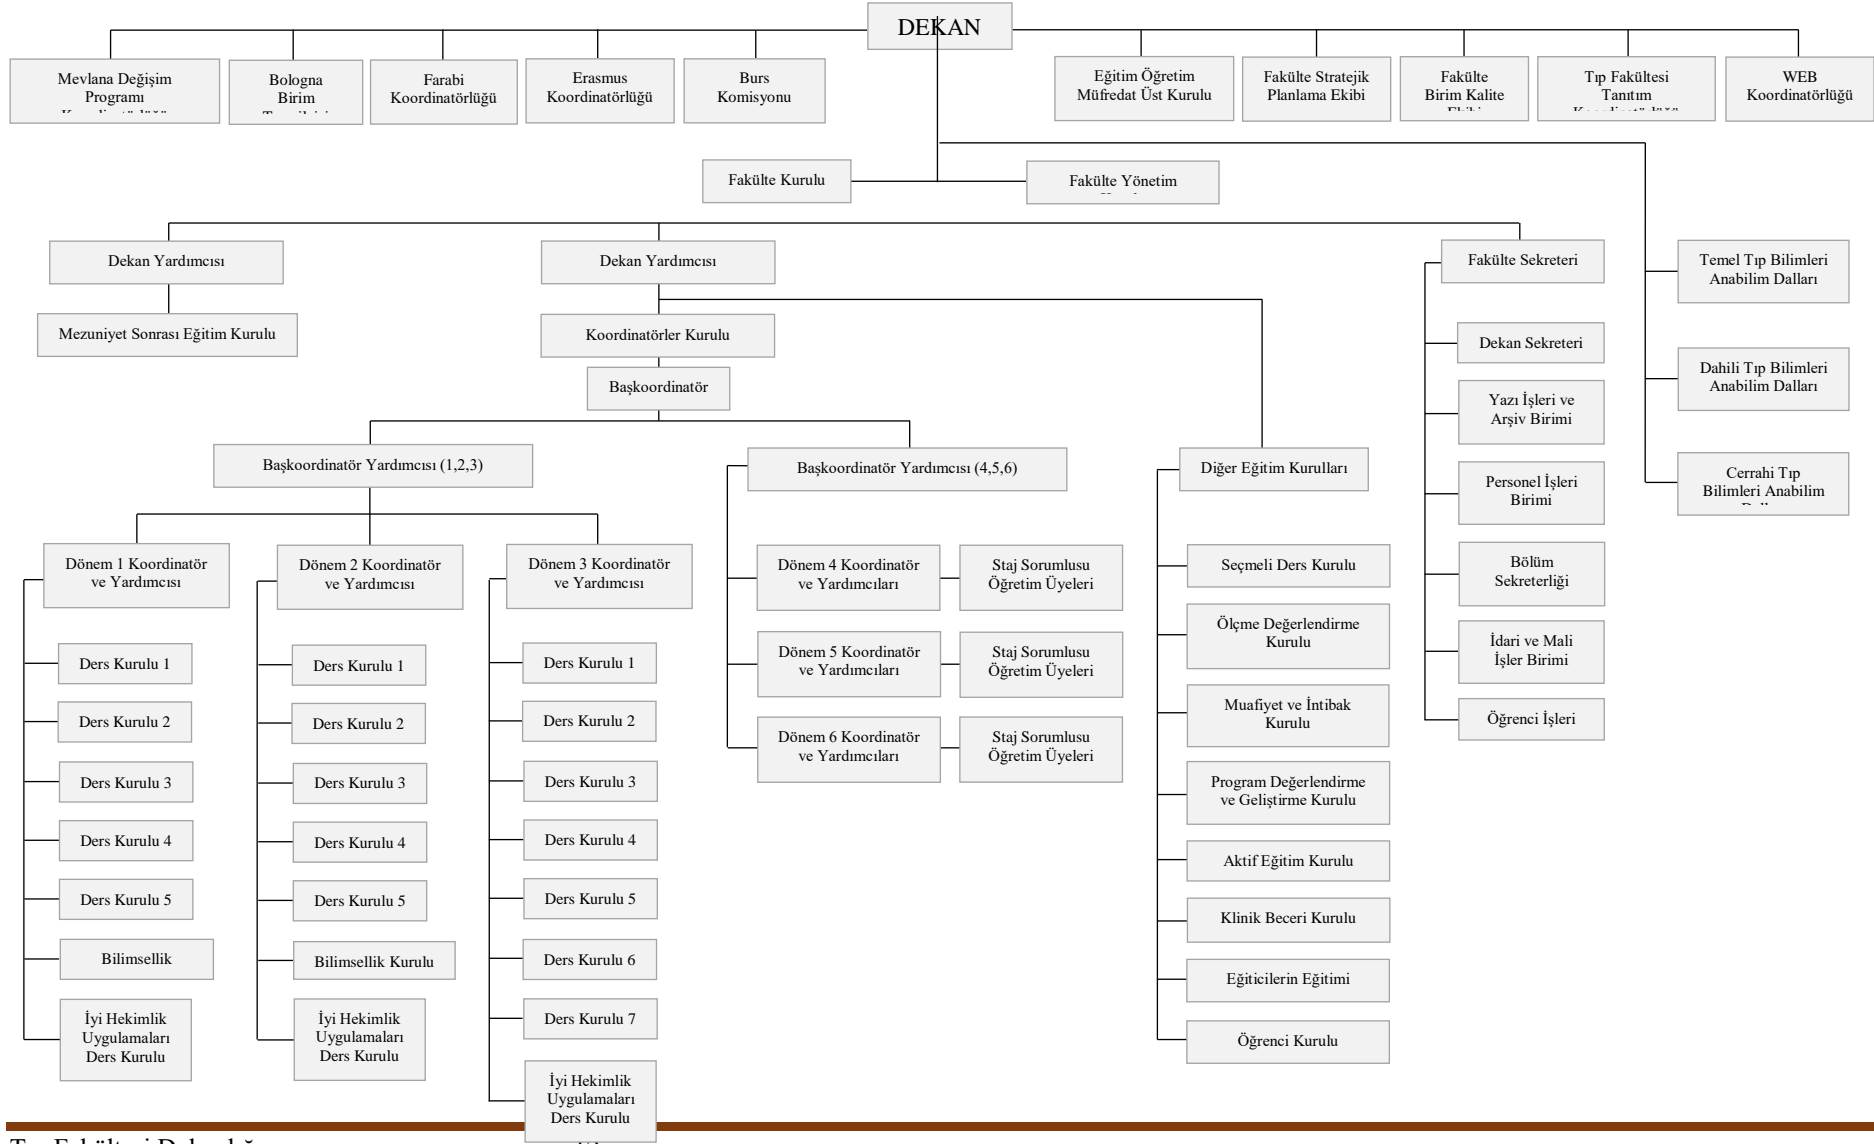 DEKAN
Mevlana Değişim
Programı
Bologna
Birim
Farabi
Koordinatörlüğü
Erasmus
Koordinatörlüğü
Burs
Komisyonu
Eğitim Öğretim
Müfredat Üst Kurulu
Fakülte Stratejik
Planlama Ekibi
Fakülte
Birim Kalite
Ekibi
Tıp Fakültesi
Tanıtım
Koordinatörlüğü
WEB
Koordinatörlüğü
Fakülte Kurulu
Fakülte Yönetim
Dekan Yardımcısı
Dekan Yardımcısı
Fakülte Sekreteri
Temel Tıp Bilimleri
Anabilim Dalları
Mezuniyet Sonrası Eğitim Kurulu
Koordinatörler Kurulu
Dekan Sekreteri
Dahili Tıp Bilimleri
Anabilim Dalları
Başkoordinatör
Yazı İşleri ve
Arşiv Birimi
Başkoordinatör Yardımcısı (1,2,3)
Başkoordinatör Yardımcısı (4,5,6)
Diğer Eğitim Kurulları
Personel İşleri
Birimi
Cerrahi Tıp
Bilimleri Anabilim
Dönem 1 Koordinatör
ve Yardımcısı
Dönem 2 Koordinatör
ve Yardımcısı
Dönem 3 Koordinatör
ve Yardımcısı
Dönem 4 Koordinatör
ve Yardımcıları
Staj Sorumlusu
Öğretim Üyeleri
Seçmeli Ders Kurulu
Bölüm
Sekreterliği
Ölçme Değerlendirme
Kurulu
Dönem 5 Koordinatör
ve Yardımcıları
Staj Sorumlusu
Öğretim Üyeleri
İdari ve Mali
İşler Birimi
Ders Kurulu 1
Ders Kurulu 1
Ders Kurulu 1
Muafiyet ve İntibak
Kurulu
Öğrenci İşleri
Ders Kurulu 2
Ders Kurulu 2
Ders Kurulu 2
Dönem 6 Koordinatör
ve Yardımcıları
Staj Sorumlusu
Öğretim Üyeleri
Ders Kurulu 3
Ders Kurulu 3
Ders Kurulu 3
Program Değerlendirme
ve Geliştirme Kurulu
Ders Kurulu 4
Ders Kurulu 4
Ders Kurulu 4
Aktif Eğitim Kurulu
Ders Kurulu 5
Ders Kurulu 5
Ders Kurulu 5
Klinik Beceri Kurulu
Bilimsellik
Bilimsellik Kurulu
Ders Kurulu 6
Eğiticilerin Eğitimi
İyi Hekimlik
Uygulamaları
Ders Kurulu
İyi Hekimlik
Uygulamaları
Ders Kurulu
Ders Kurulu 7
Öğrenci Kurulu
İyi Hekimlik
Uygulamaları
Ders Kurulu
Tıp Fakültesi Dekanlığı